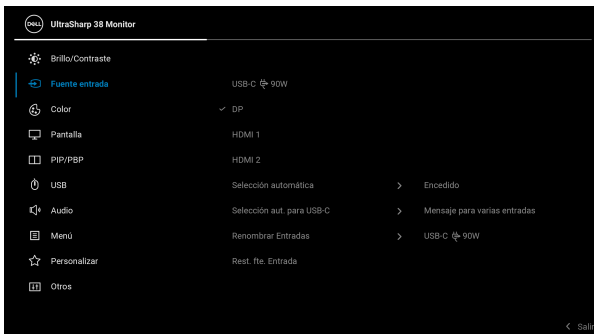 DELL UltraSharp 38 Monitor
Brillo/Contraste
Fuente entrada USB-C 90W
Color DP
Pantalla HDMI 1
PIP/PBP HDMI 2
USB Selección automática Encedido
Audio Selección aut. para USB-C Mensaje para varias entradas
Menú Renombrar Entradas USB-C 90W
Personalizar Rest. fte. Entrada
Otros
Salir